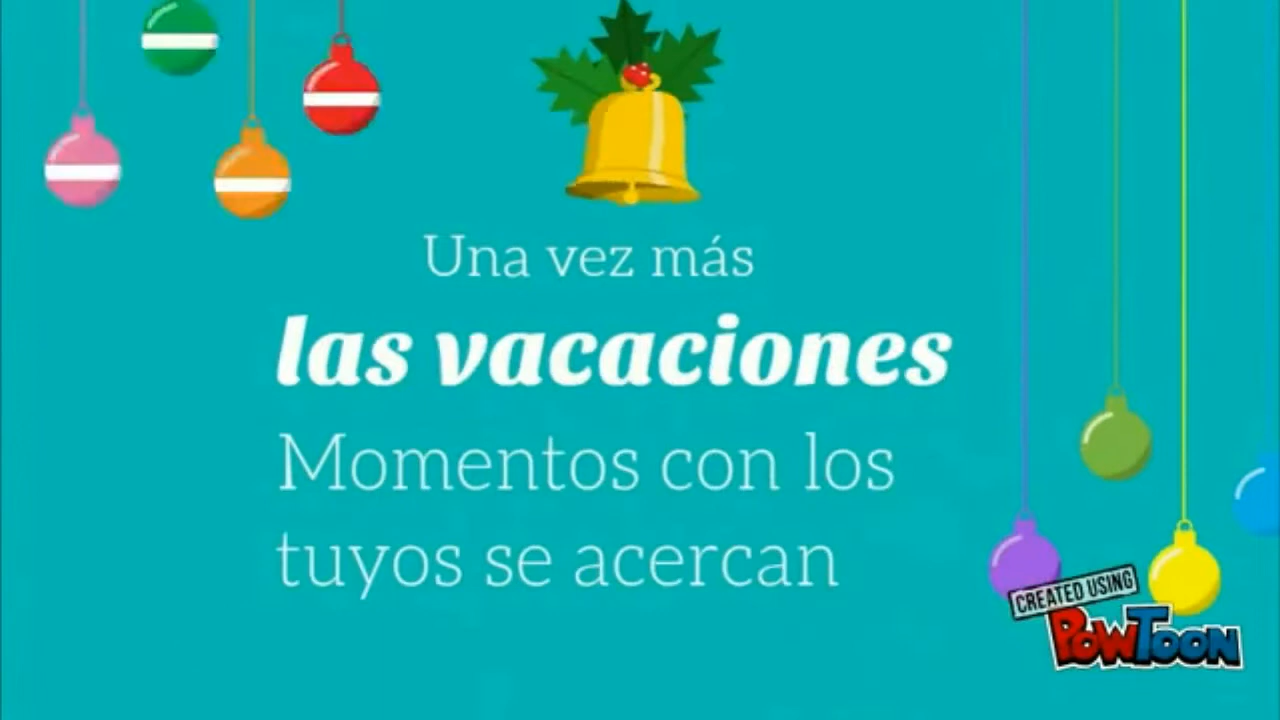 Una vez más
las vacaciones
Momentos con los
tuyos se acercan
CREATED USING
PowToon